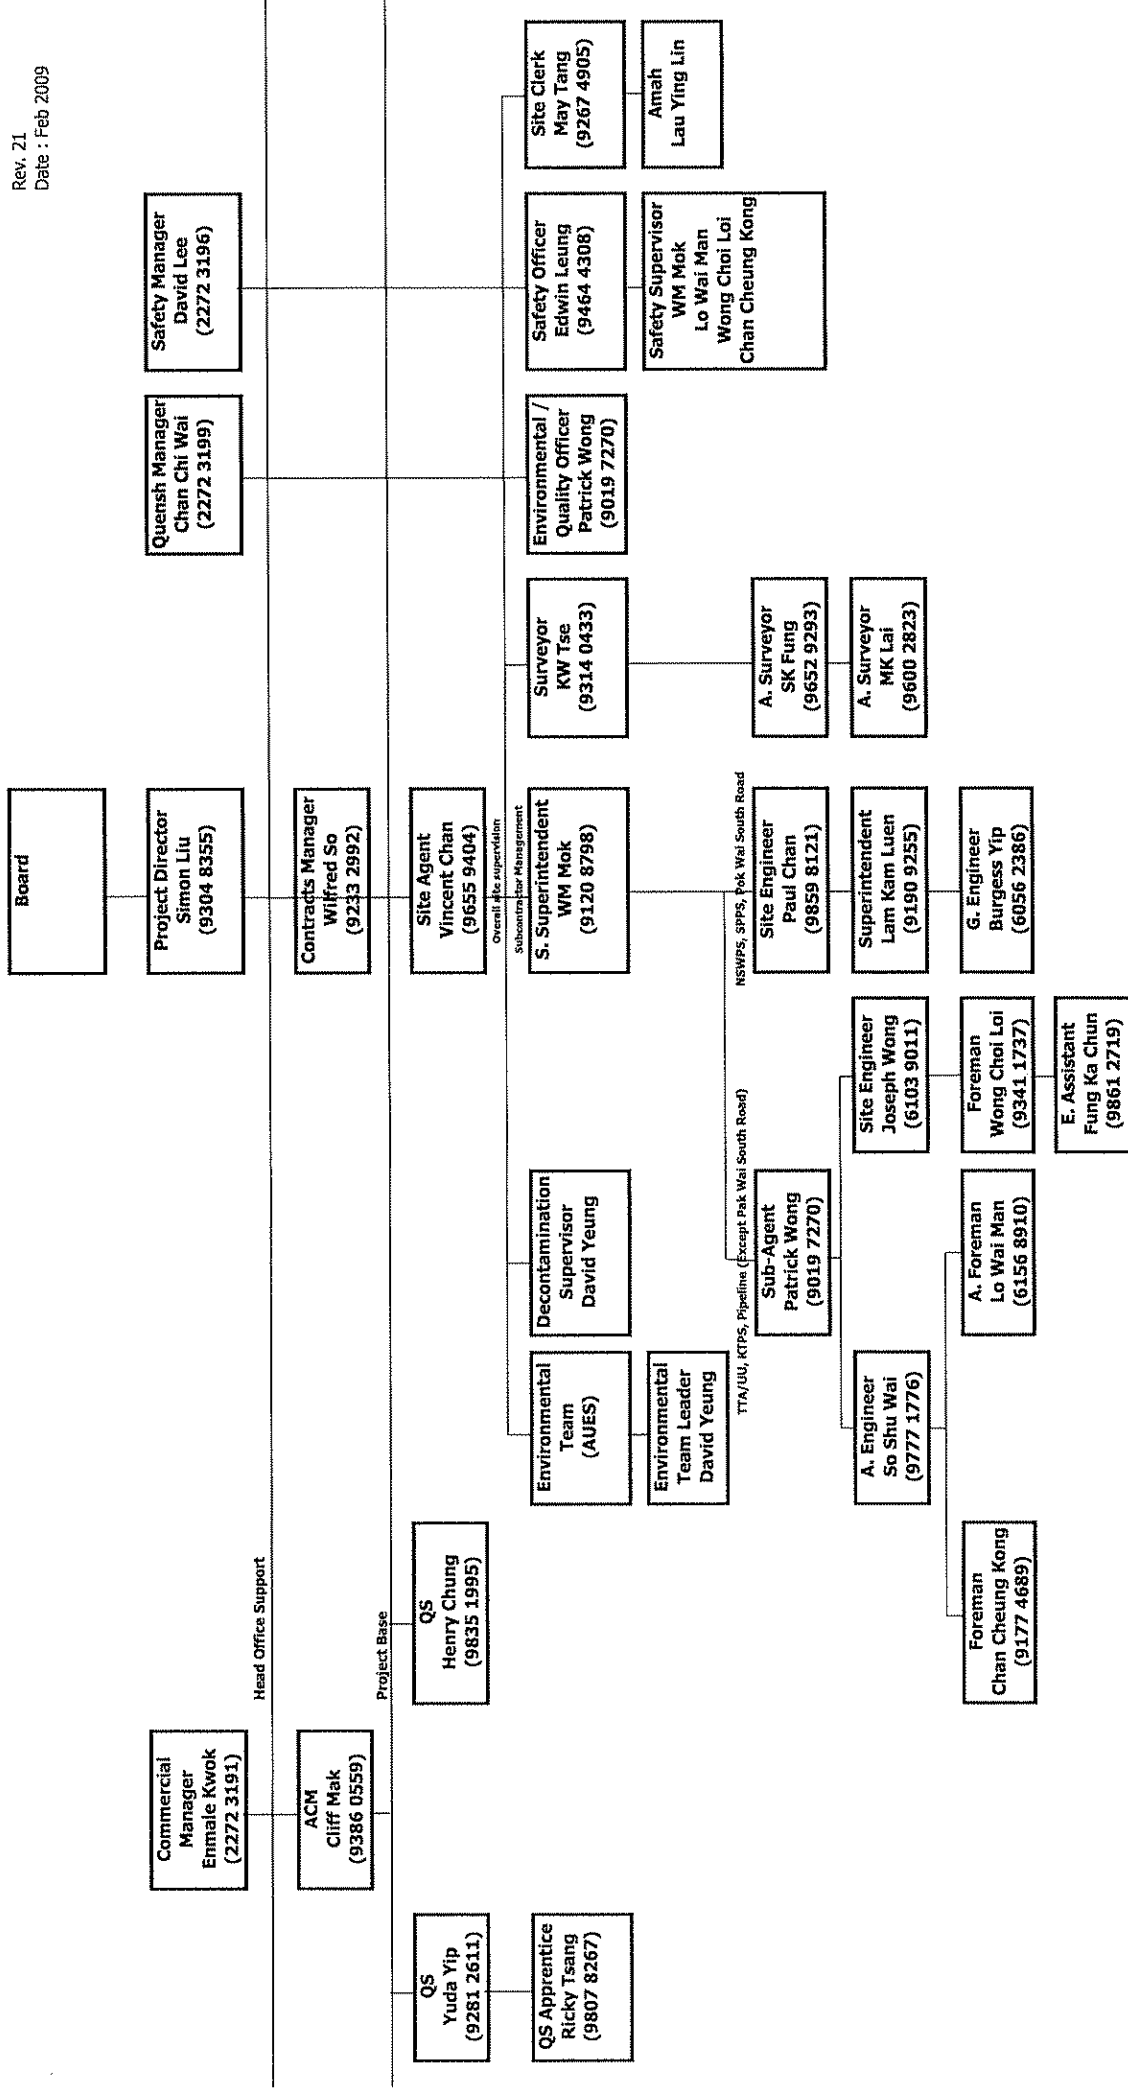 Rev. 21
Date : Feb 2009
Board
Project Director
Simon Liu
(9304 8355)
Commercial
Manager
Enmale Kwok
(2272 3191)
Quensh Manager
Chan Chi Wai
(2272 3199)
Safety Manager
David Lee
(2272 3196)
Head Office Support
ACM
Cliff Mak
(9386 0559)
Contracts Manager
Wilfred So
(9233 2992)
Project Base
QS
Yuda Yip
(9281 2611)
QS
Henry Chung
(9835 1995)
Site Agent
Vincent Chan
(9655 9404)
Overall site supervision
Subcontractor Management
QS Apprentice
Ricky Tsang
(9807 8267)
Environmental
Team
(AUES)
Decontamination
Supervisor
David Yeung
S. Superintendent
WM Mok
(9120 8798)
Surveyor
KW Tse
(9314 0433)
Environmental /
Quality Officer
Patrick Wong
(9019 7270)
Safety Officer
Edwin Leung
(9464 4308)
Site Clerk
May Tang
(9267 4905)
Environmental
Team Leader
David Yeung
Safety Supervisor
WM Mok
Lo Wai Man
Wong Choi Loi
Chan Cheung Kong
Amah
Lau Ying Lin
TTA/UU, KTPS, Pipeline (Except Pak Wai South Road)
NSWPS, SPPS, Pok Wai South Road
Sub-Agent
Patrick Wong
(9019 7270)
Site Engineer
Paul Chan
(9859 8121)
A. Surveyor
SK Fung
(9652 9293)
A. Engineer
So Shu Wai
(9777 1776)
Site Engineer
Joseph Wong
(6103 9011)
Superintendent
Lam Kam Luen
(9190 9255)
A. Surveyor
MK Lai
(9600 2823)
Foreman
Chan Cheung Kong
(9177 4689)
A. Foreman
Lo Wai Man
(6156 8910)
Foreman
Wong Choi Loi
(9341 1737)
G. Engineer
Burgess Yip
(6056 2386)
E. Assistant
Fung Ka Chun
(9861 2719)